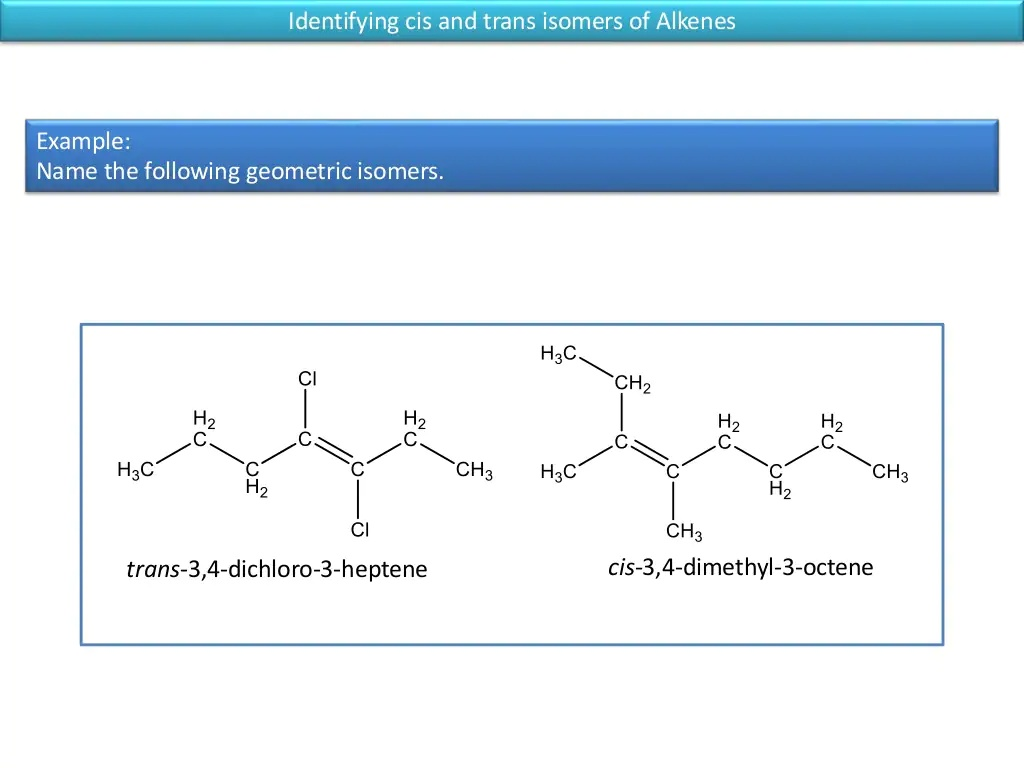 Identifying cis and trans isomers of Alkenes
Example:
Name the following geometric isomers.
Cl
H₂
C
C
H₂
C
H₃C
C
H₂
C
CH₃
Cl
trans-3,4-dichloro-3-heptene
H₃C
CH₂
C
H₂
C
H₂
C
H₃C
C
C
H₂
CH₃
CH₃
cis-3,4-dimethyl-3-octene